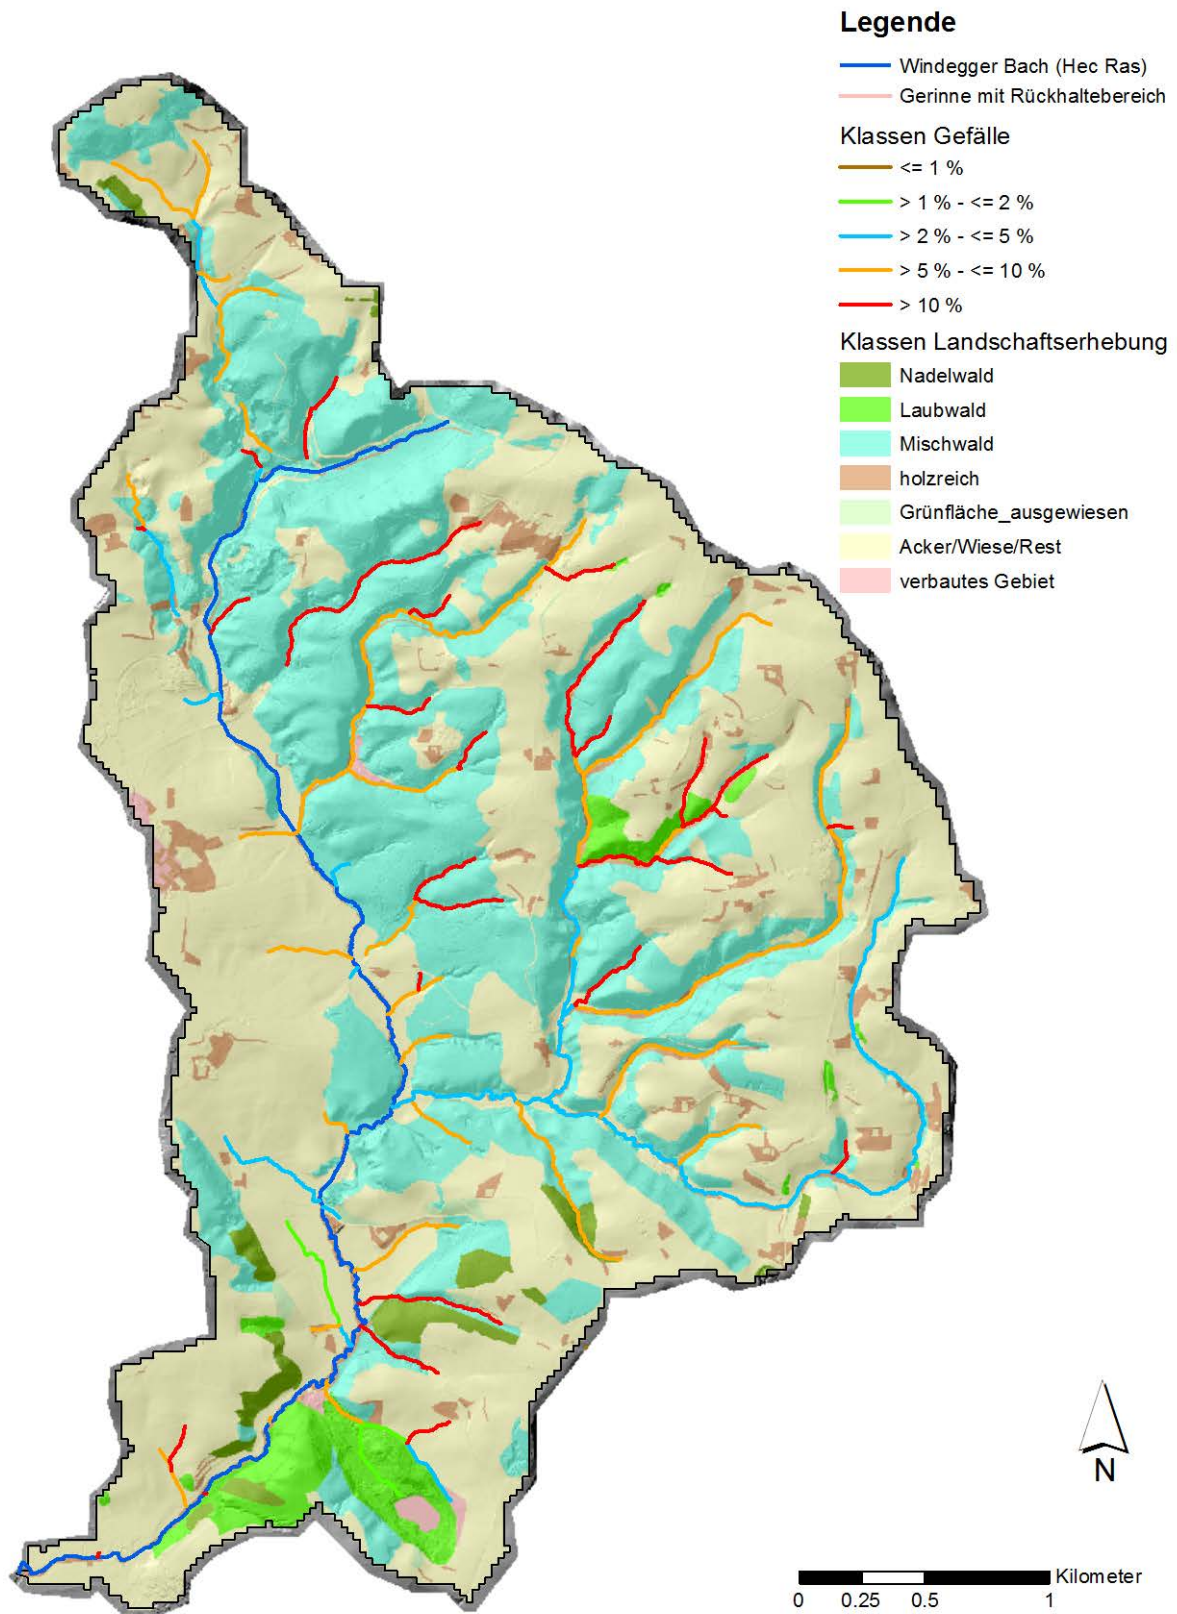 Legende
Windegger Bach (Hec Ras)
Gerinne mit Rückhaltebereich
Klassen Gefälle
<= 1 %
> 1 % - <= 2 %
> 2 % - <= 5 %
> 5 % - <= 10 %
> 10 %
Klassen Landschaftserhebung
Nadelwald
Laubwald
Mischwald
holzreich
Grünfläche_ausgewiesen
Acker/Wiese/Rest
verbautes Gebiet
N
Kilometer
0 0.25 0.5 1